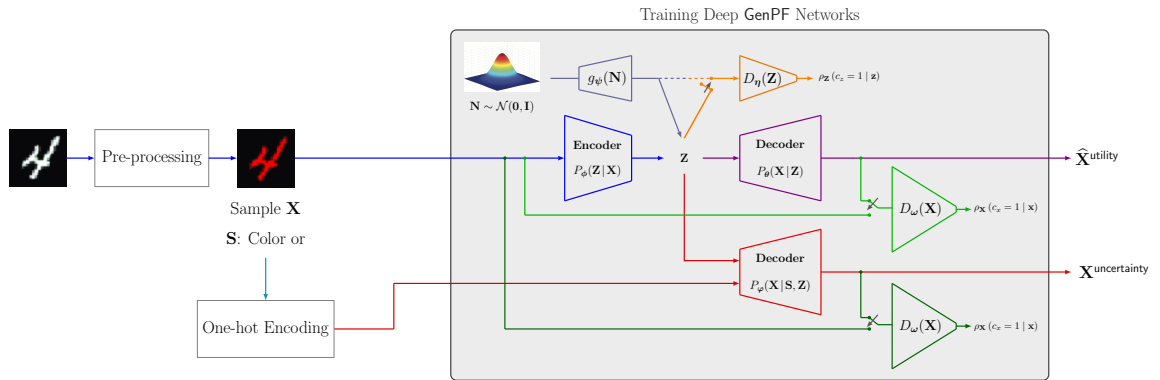 Training Deep GenPF Networks
g_ψ(N)
D_η(Z)
ρ_Z (c_z = 1 | z)
N ∼ 𝒩(0, I)
Pre-processing
Encoder
P_ϕ(Z | X)
Z
Decoder
P_θ(X | Z)
X̂^utility
Sample X
D_ω(X)
ρ_X (c_x = 1 | x)
S: Color or
Decoder
P_φ(X | S, Z)
X^uncertainty
One-hot Encoding
D_ω(X)
ρ_X (c_x = 1 | x)